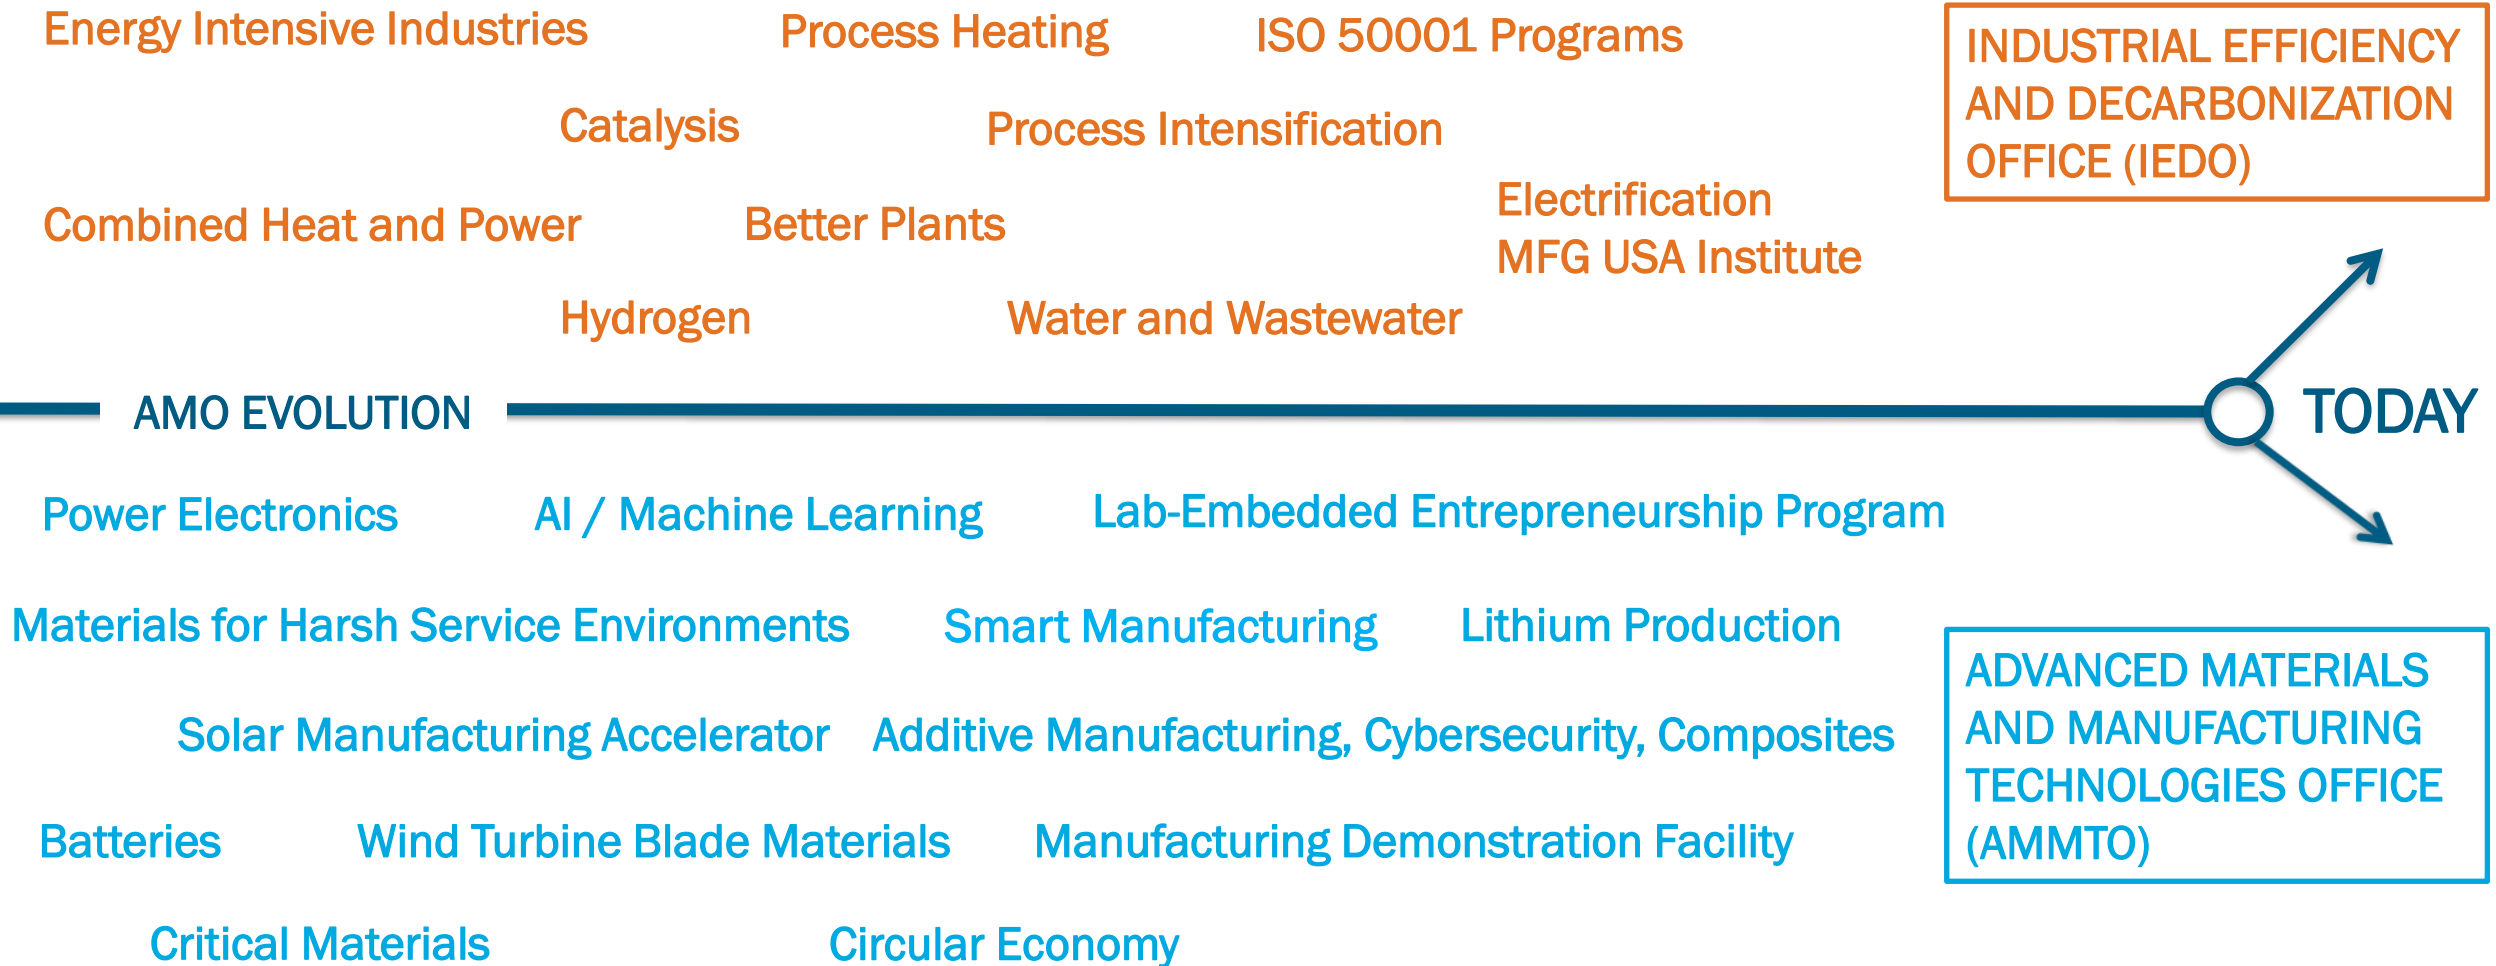 Energy Intensive Industries
Process Heating
ISO 50001 Programs
INDUSTRIAL EFFICIENCY
AND DECARBONIZATION
OFFICE (IEDO)
Catalysis
Process Intensification
Combined Heat and Power
Better Plants
Electrification
MFG USA Institute
Hydrogen
Water and Wastewater
AMO EVOLUTION
TODAY
Power Electronics
AI / Machine Learning
Lab-Embedded Entrepreneurship Program
Materials for Harsh Service Environments
Smart Manufacturing
Lithium Production
ADVANCED MATERIALS
AND MANUFACTURING
TECHNOLOGIES OFFICE
(AMMTO)
Solar Manufacturing Accelerator
Additive Manufacturing, Cybersecurity, Composites
Batteries
Wind Turbine Blade Materials
Manufacturing Demonstration Facility
Critical Materials
Circular Economy